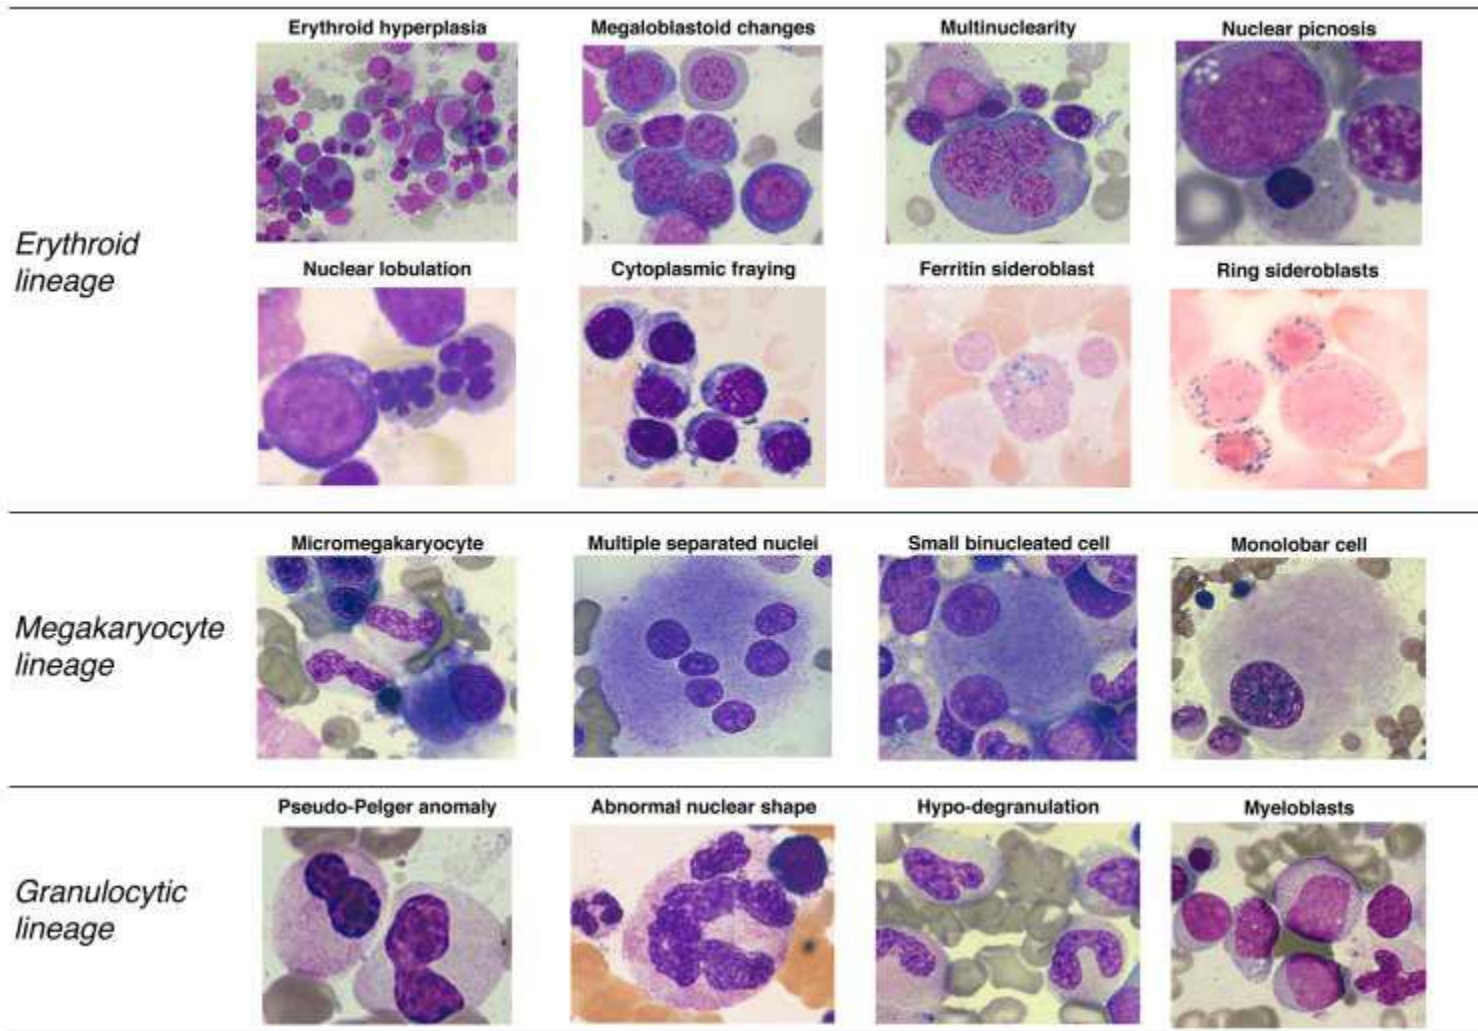 Erythroid hyperplasia
Megaloblastoid changes
Multinuclearity
Nuclear picnosis
Erythroid
lineage
Nuclear lobulation
Cytoplasmic fraying
Ferritin sideroblast
Ring sideroblasts
Micromegakaryocyte
Multiple separated nuclei
Small binucleated cell
Monolobar cell
Megakaryocyte
lineage
Pseudo-Pelger anomaly
Abnormal nuclear shape
Hypo-degranulation
Myeloblasts
Granulocytic
lineage